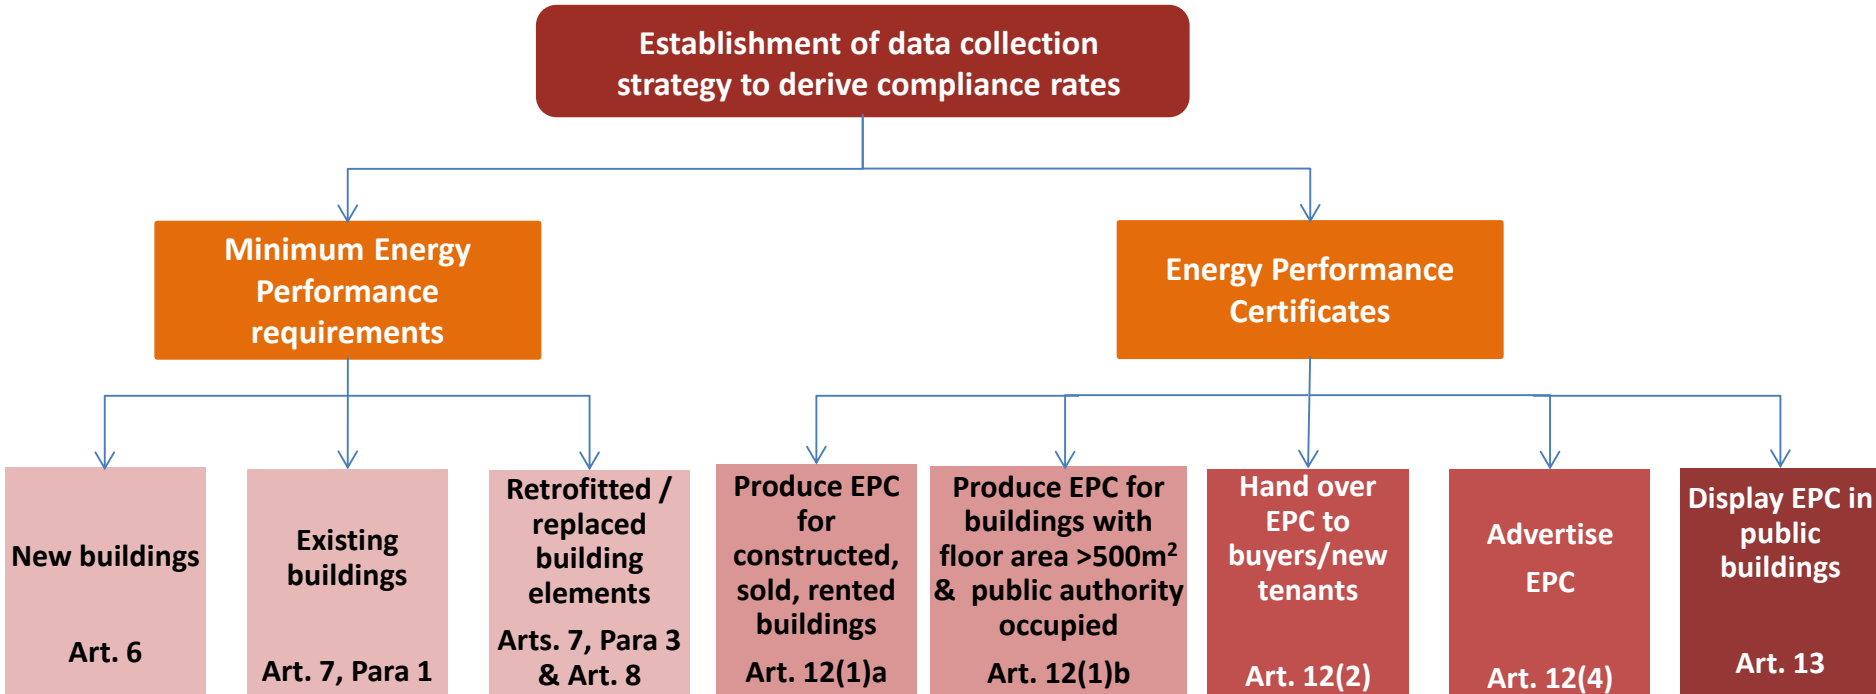 Establishment of data collection
strategy to derive compliance rates
Minimum Energy
Performance
requirements
Energy Performance
Certificates
New buildings
Art. 6
Existing
buildings
Art. 7, Para 1
Retrofitted /
replaced
building
elements
Arts. 7, Para 3
& Art. 8
Produce EPC
for
constructed,
sold, rented
buildings
Art. 12(1)a
Produce EPC for
buildings with
floor area >500m²
& public authority
occupied
Art. 12(1)b
Hand over
EPC to
buyers/new
tenants
Art. 12(2)
Advertise
EPC
Art. 12(4)
Display EPC in
public
buildings
Art. 13